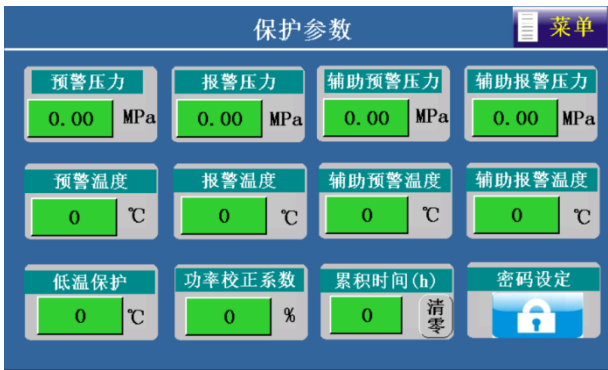 保护参数
菜单
预警压力 报警压力 辅助预警压力 辅助报警压力
0.00 MPa 0.00 MPa 0.00 MPa 0.00 MPa
预警温度 报警温度 辅助预警温度 辅助报警温度
0 ℃ 0 ℃ 0 ℃ 0 ℃
低温保护 功率校正系数 累积时间(h) 密码设定
0 ℃ 0 % 0 清零